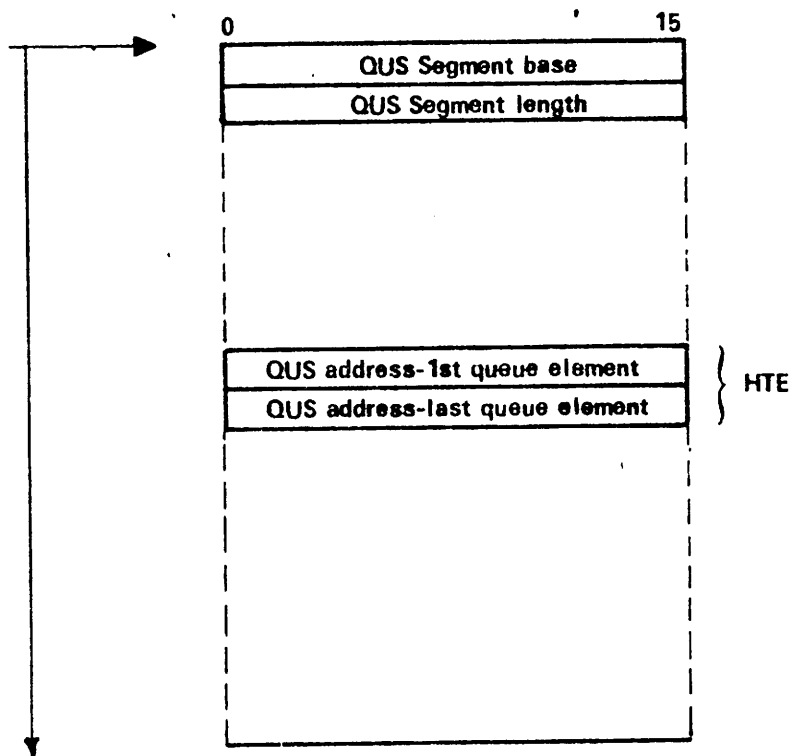 0 15
QUS Segment base
QUS Segment length
QUS address-1st queue element
HTE
QUS address-last queue element